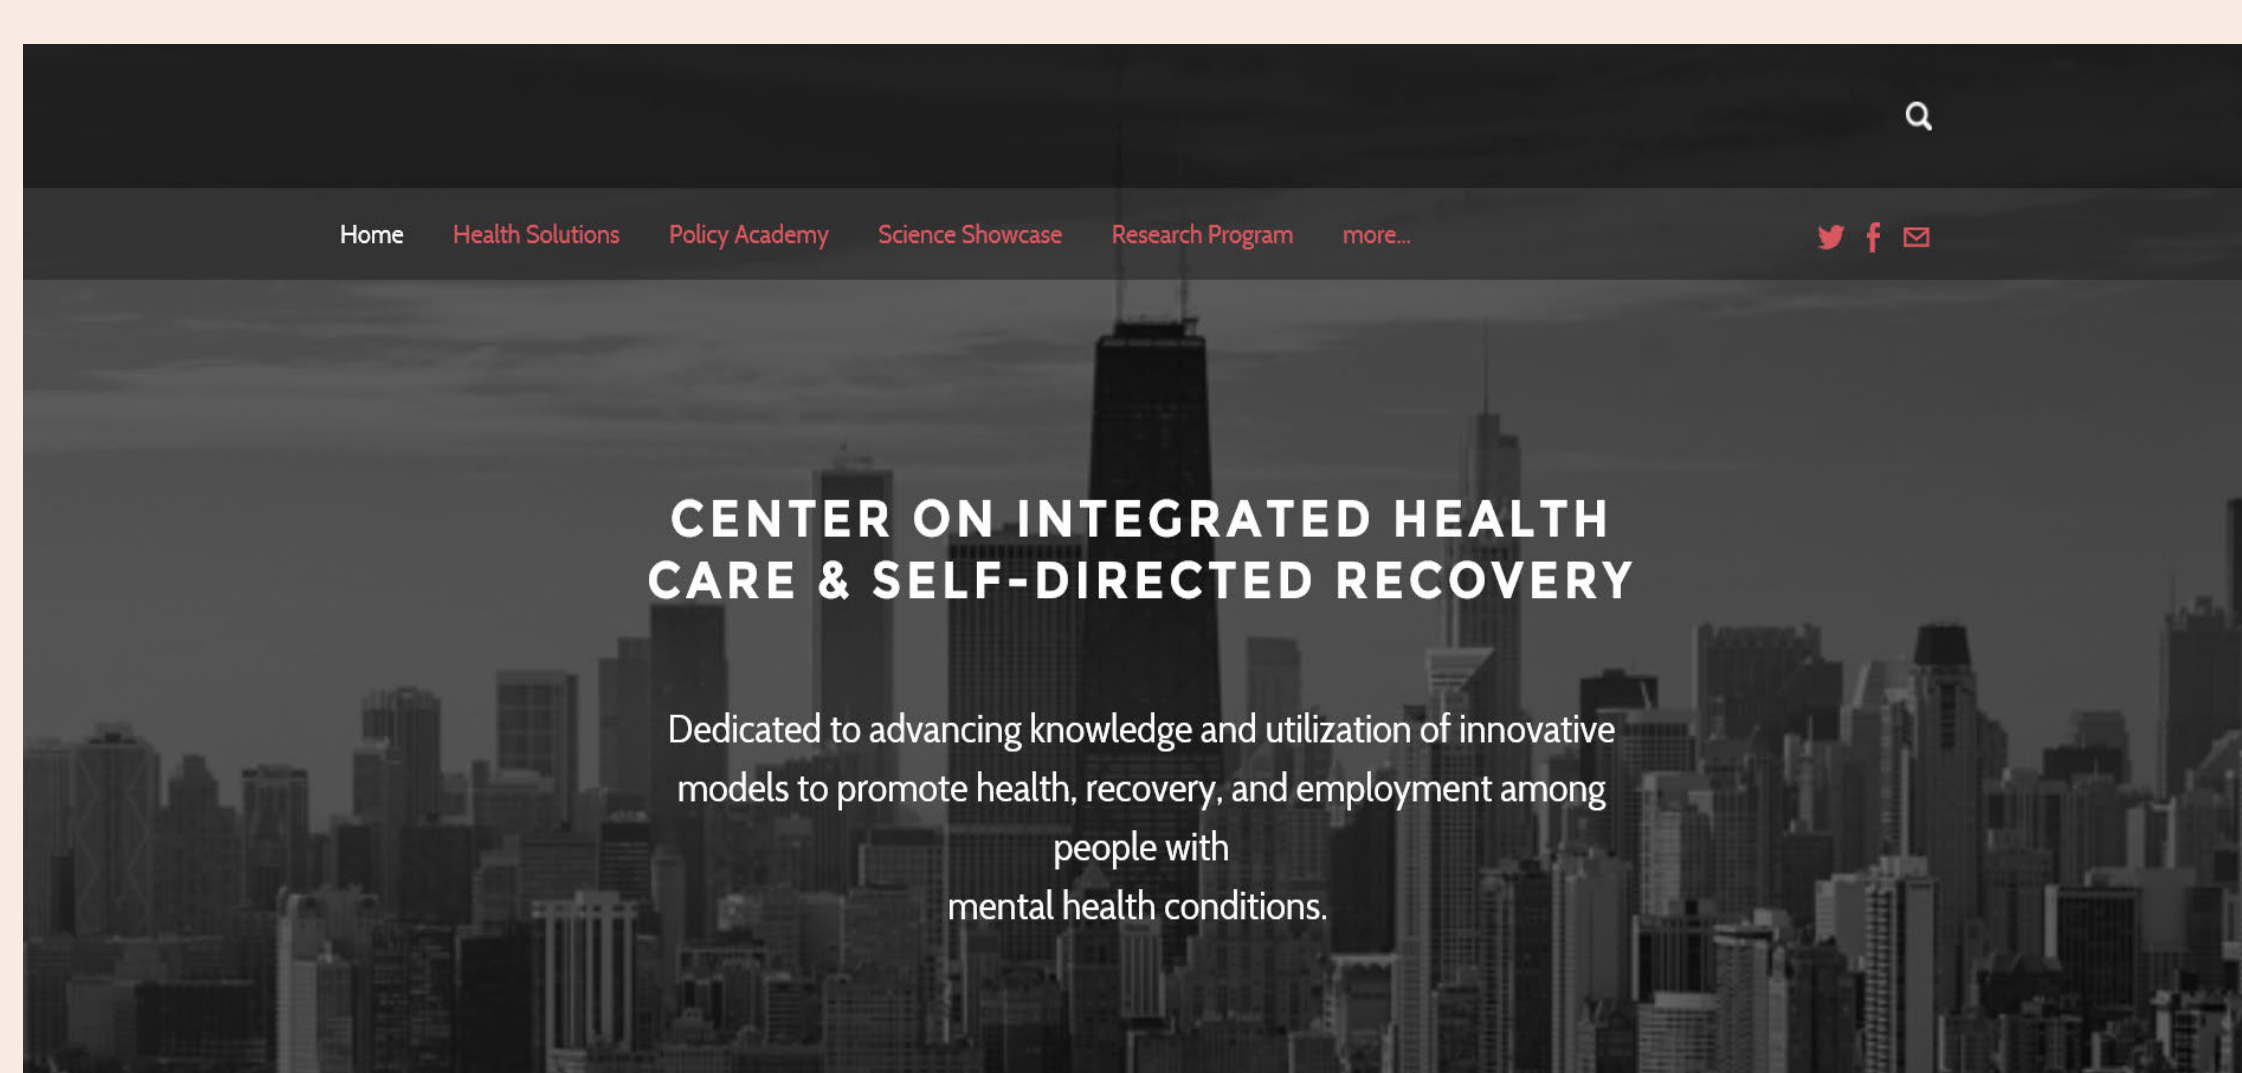 Home Health Solutions Policy Academy Science Showcase Research Program more...
CENTER ON INTEGRATED HEALTH
CARE & SELF-DIRECTED RECOVERY
Dedicated to advancing knowledge and utilization of innovative
models to promote health, recovery, and employment among
people with
mental health conditions.